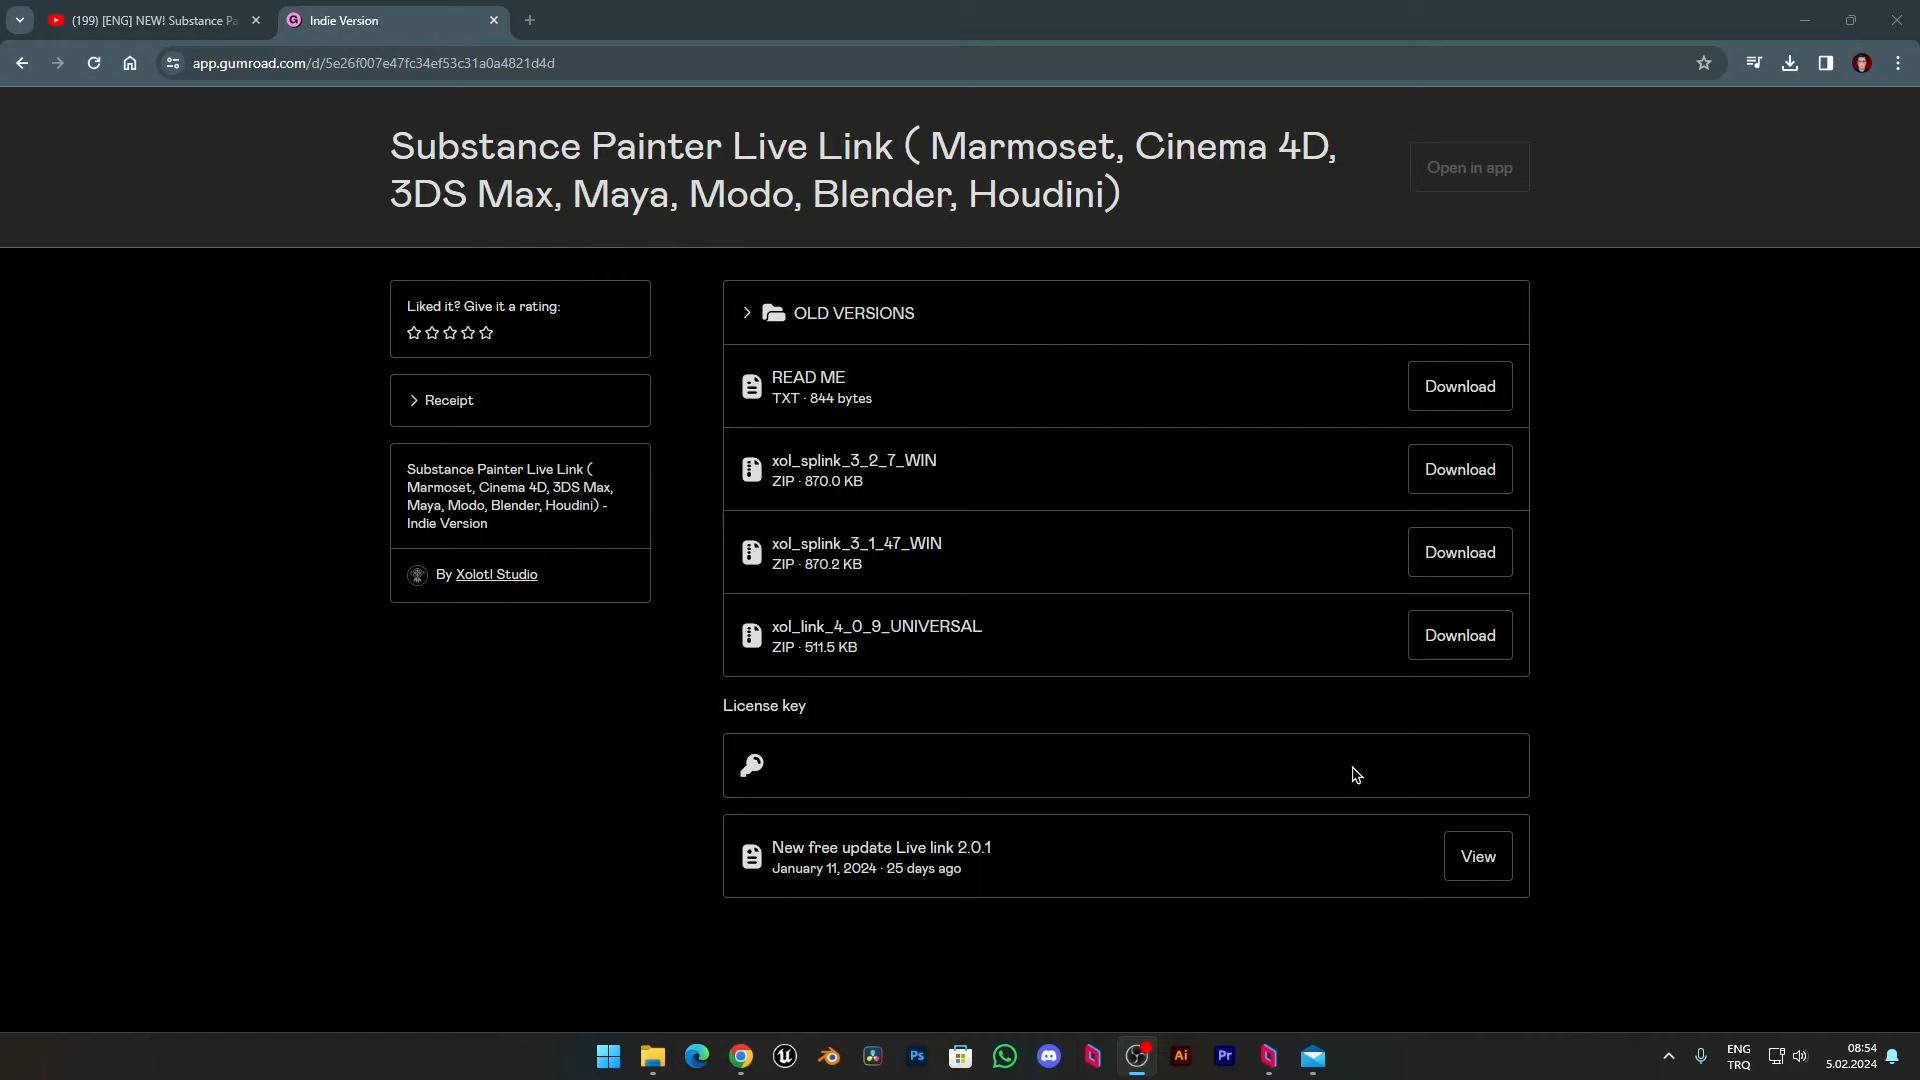 (199) [ENG] NEW! Substance Pa
Indie Version
app.gumroad.com/d/5e26f007e47fc34ef53c31a0a4821d4d
Substance Painter Live Link ( Marmoset, Cinema 4D,
3DS Max, Maya, Modo, Blender, Houdini)
Open in app
Liked it? Give it a rating:
Receipt
Substance Painter Live Link (
Marmoset, Cinema 4D, 3DS Max,
Maya, Modo, Blender, Houdini) -
Indie Version
By Xolotl Studio
OLD VERSIONS
READ ME
TXT · 844 bytes
Download
xol_splink_3_2_7_WIN
ZIP · 870.0 KB
Download
xol_splink_3_1_47_WIN
ZIP · 870.2 KB
Download
xol_link_4_0_9_UNIVERSAL
ZIP · 511.5 KB
Download
License key
New free update Live link 2.0.1
January 11, 2024 · 25 days ago
View
Ps
Ai
Pr
ENG
TRQ
08:54
5.02.2024